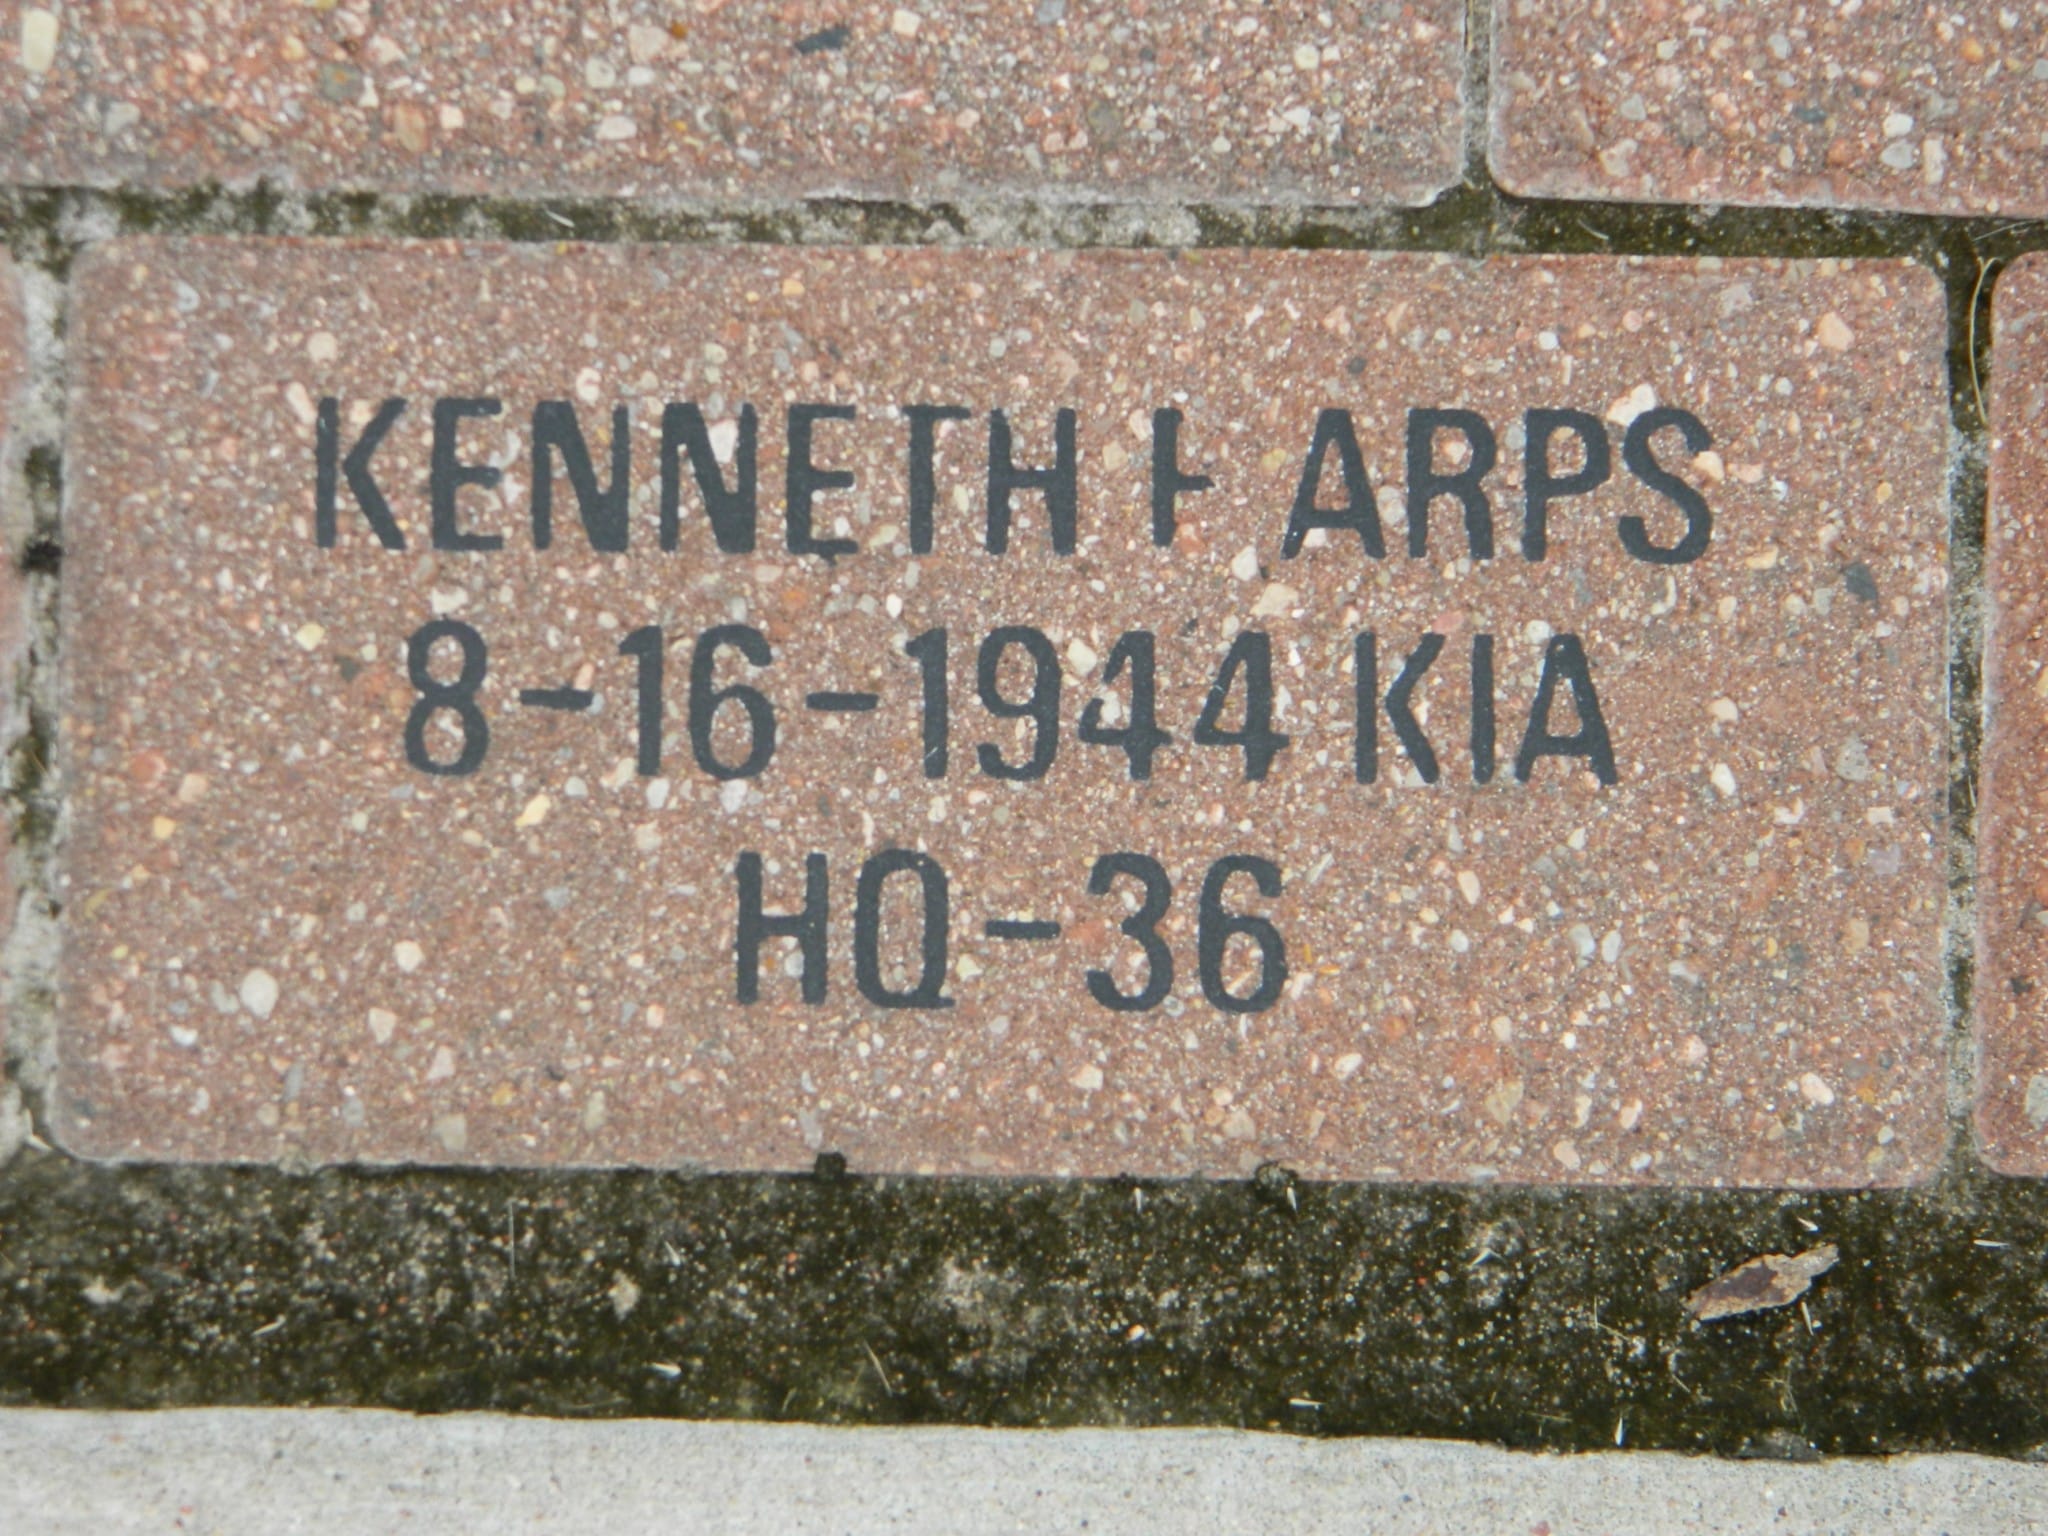 KENNETH ARPS
8-16-1944 KIA
HQ-36